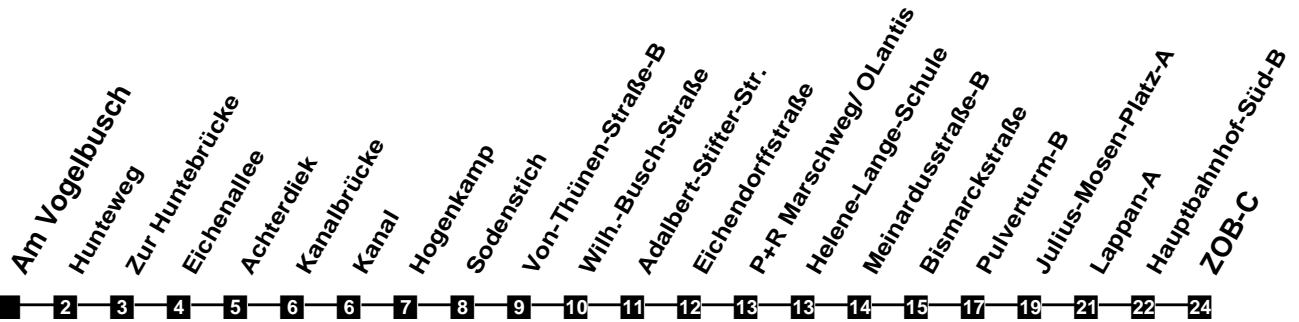 Am Vogelbusch
Hunteweg
Zur Huntebrücke
Eichenallee
Achterdiek
Kanalbrücke
Kanal
Hogenkamp
Sodenstich
Von-Thünen-Straße-B
Wilh.-Busch-Straße
Adalbert-Stifter-Str.
Eichendorffstraße
P+R Marschweg/ OLantis
Helene-Lange-Schule
Meinardusstraße-B
Bismarckstraße
Pulverturm-B
Julius-Mosen-Platz-A
Lappan-A
Hauptbahnhof-Süd-B
ZOB-C
2 3 4 5 6 6 7 8 9 10 11 12 13 13 14 15 17 19 21 22 24